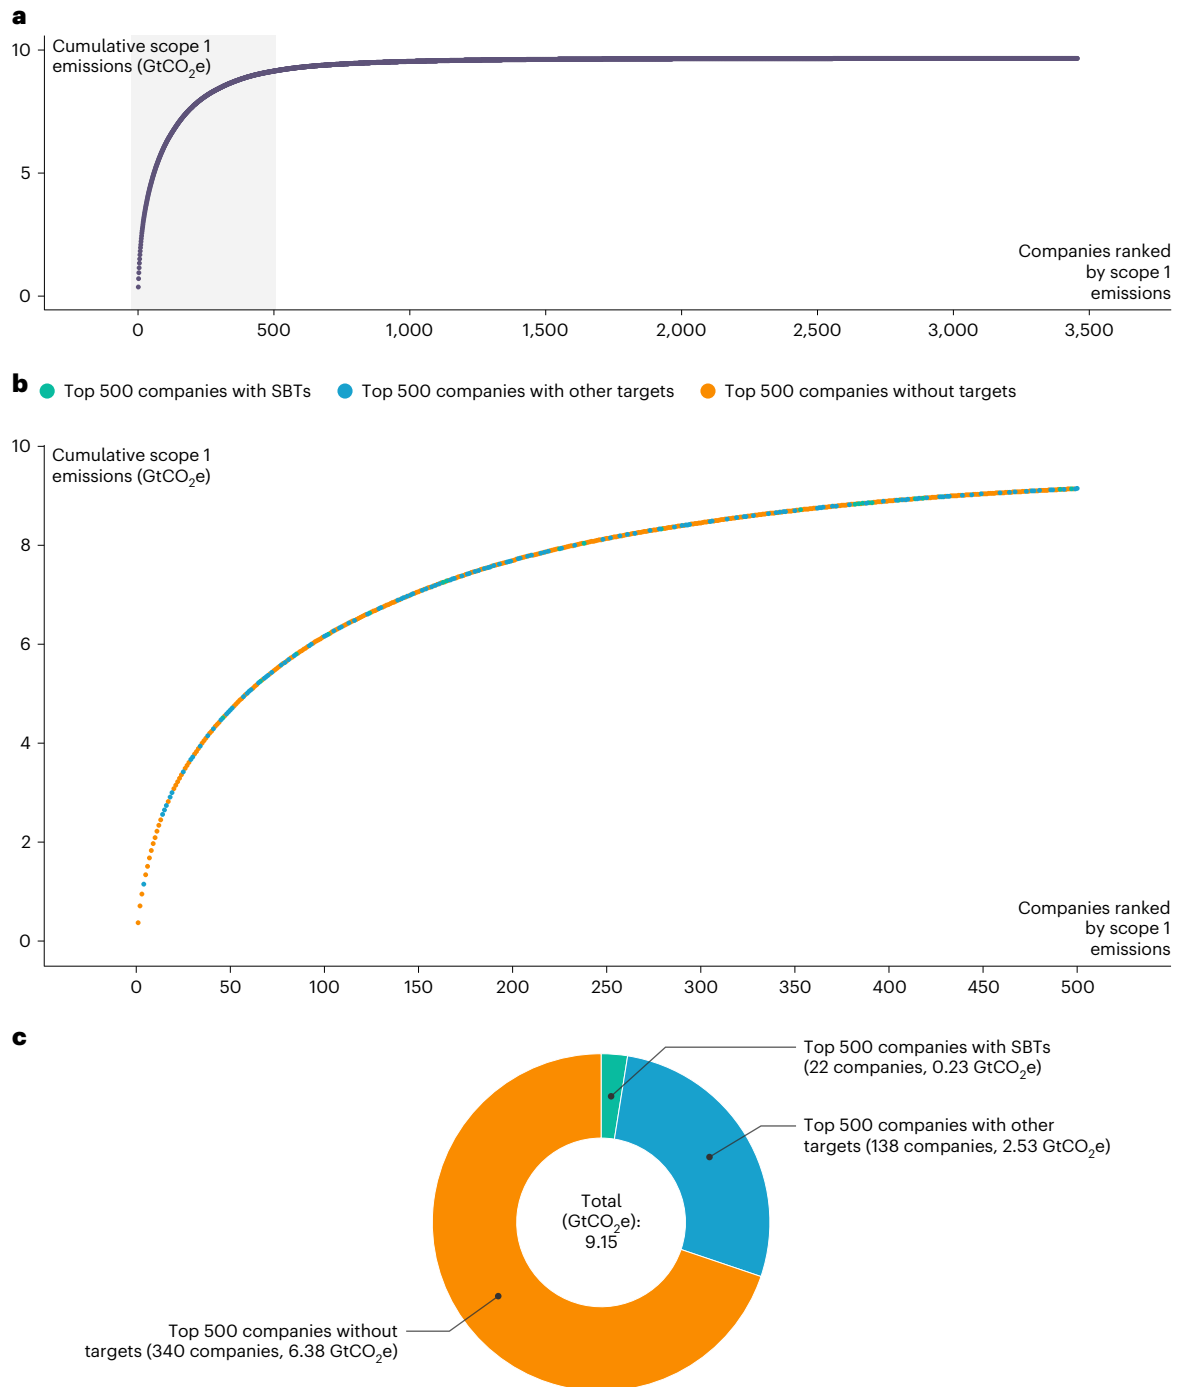 a
Cumulative scope 1
emissions (GtCO2e)
10
5
0
Companies ranked
by scope 1
emissions
0 500 1,000 1,500 2,000 2,500 3,000 3,500
b
Top 500 companies with SBTs Top 500 companies with other targets Top 500 companies without targets
Cumulative scope 1
emissions (GtCO2e)
10
8
6
4
2
0
Companies ranked
by scope 1
emissions
0 50 100 150 200 250 300 350 400 450 500
c
Top 500 companies with SBTs
(22 companies, 0.23 GtCO2e)
Top 500 companies with other
targets (138 companies, 2.53 GtCO2e)
Total
(GtCO2e):
9.15
Top 500 companies without
targets (340 companies, 6.38 GtCO2e)